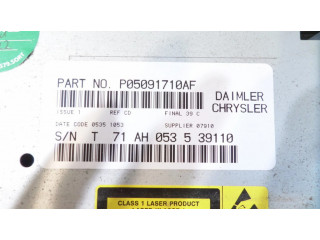 PART NO. P05091710AF
DAIMLER
CHRYSLER
ISSUE 1 REF CD FINAL 39 C
DATE CODE 0535 1053 SUPPLIER 07910
S/N T 71 AH 053 5 39110
CLASS 1 LASER PRODUCT